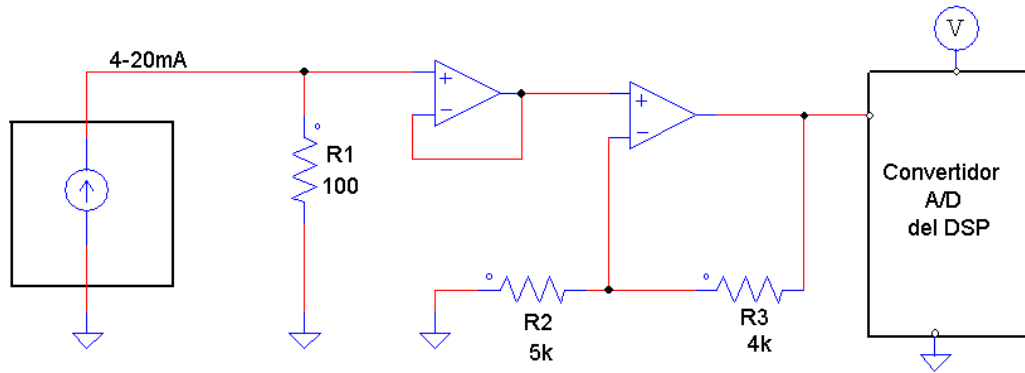 4-20mA
V
+
−
+
−
R1
100
Convertidor
A/D
del DSP
R2
5k
R3
4k